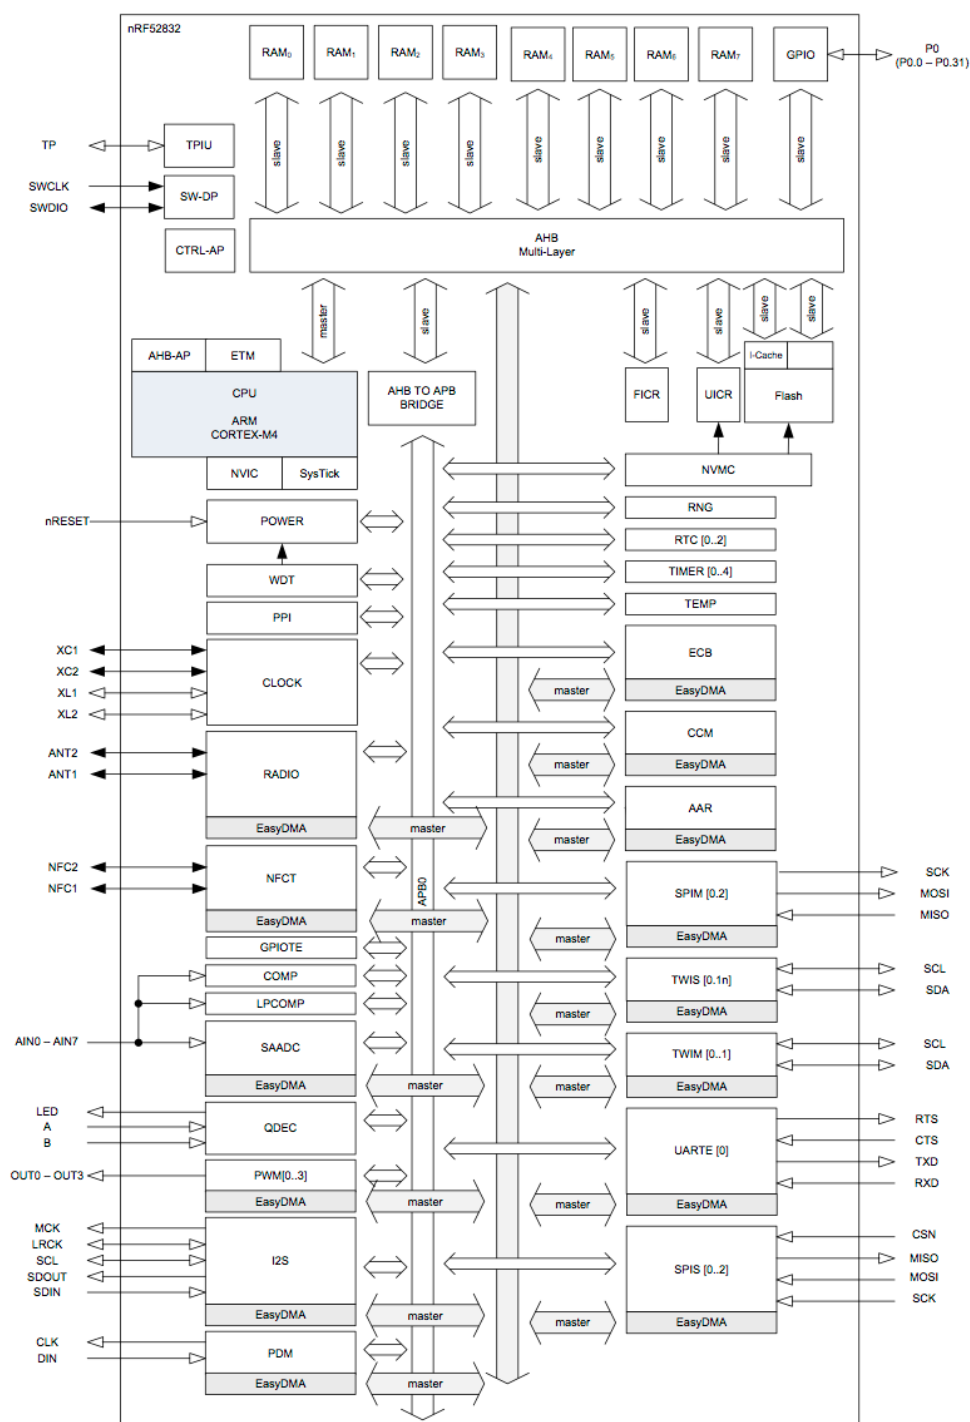 nRF52832
RAM0
RAM1
RAM2
RAM3
RAM4
RAM5
RAM6
RAM7
GPIO
P0
(P0.0 – P0.31)
slave
slave
slave
slave
slave
slave
slave
slave
slave
TP
TPIU
SWCLK
SWDIO
SW-DP
CTRL-AP
AHB
Multi-Layer
master
slave
slave
slave
slave
slave
AHB-AP
ETM
CPU
ARM
CORTEX-M4
NVIC
SysTick
AHB TO APB
BRIDGE
FICR
UICR
I-Cache
Flash
NVMC
nRESET
POWER
RNG
RTC [0..2]
WDT
TIMER [0..4]
PPI
TEMP
XC1
XC2
XL1
XL2
CLOCK
ECB
master
EasyDMA
ANT2
ANT1
RADIO
EasyDMA
master
CCM
master
EasyDMA
AAR
master
EasyDMA
NFC2
NFC1
NFCT
EasyDMA
master
APB0
SPIM [0.2]
master
EasyDMA
SCK
MOSI
MISO
GPIOTE
COMP
LPCOMP
AIN0 – AIN7
SAADC
EasyDMA
master
TWIS [0.1n]
master
EasyDMA
SCL
SDA
TWIM [0..1]
master
EasyDMA
SCL
SDA
LED
A
B
QDEC
UARTE [0]
master
EasyDMA
RTS
CTS
TXD
RXD
OUT0 – OUT3
PWM[0..3]
EasyDMA
master
MCK
LRCK
SCL
SDOUT
SDIN
I2S
EasyDMA
master
SPIS [0..2]
master
EasyDMA
CSN
MISO
MOSI
SCK
CLK
DIN
PDM
EasyDMA
master